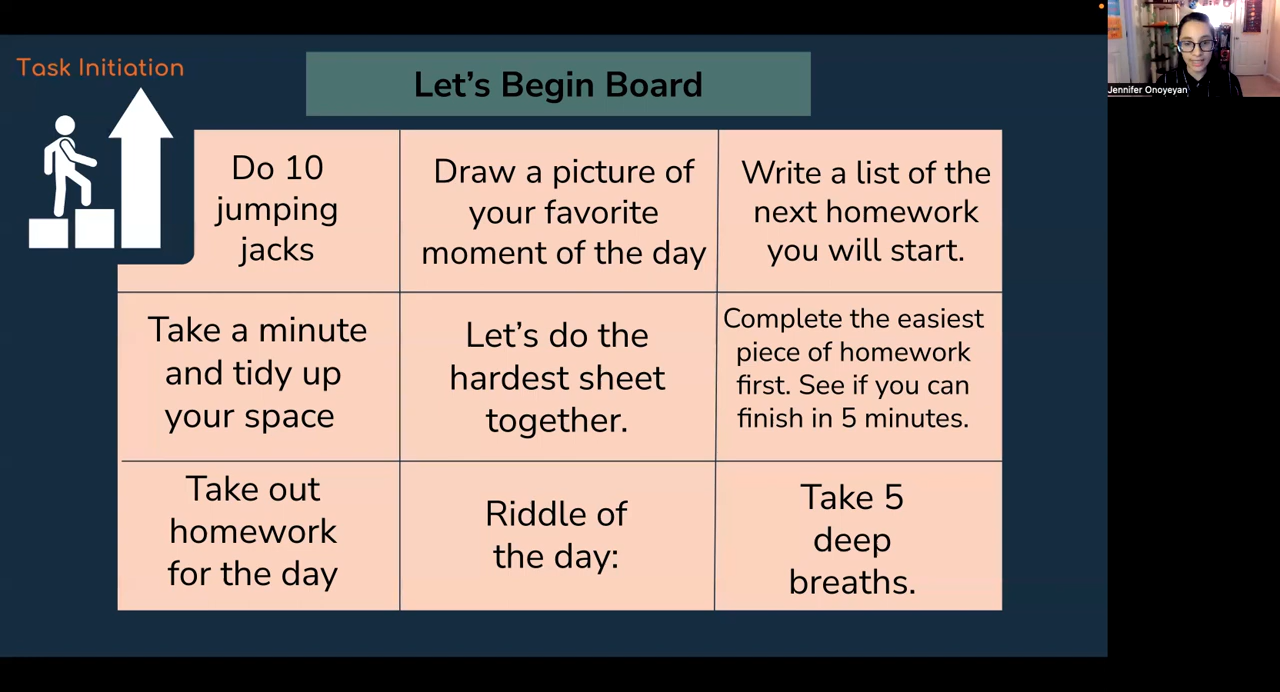 Task Initiation
Let's Begin Board
Do 10
jumping
jacks
Draw a picture of
your favorite
moment of the day
Write a list of the
next homework
you will start.
Take a minute
and tidy up
your space
Let's do the
hardest sheet
together.
Complete the easiest
piece of homework
first. See if you can
finish in 5 minutes.
Take out
homework
for the day
Riddle of
the day:
Take 5
deep
breaths.
Jennifer Onoyeyan